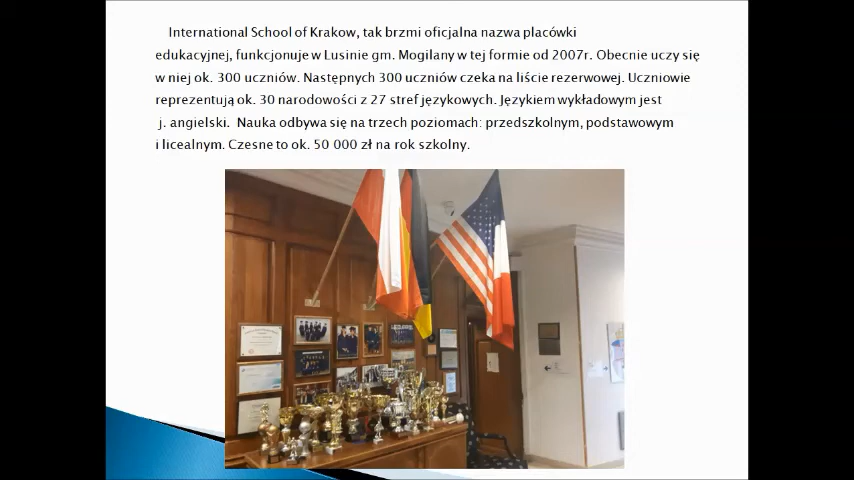 International School of Krakow, tak brzmi oficjalna nazwa placówki
edukacyjnej, funkcjonuje w Lusinie gm. Mogilany w tej formie od 2007r. Obecnie uczy się
w niej ok. 300 uczniów. Następnych 300 uczniów czeka na liście rezerwowej. Uczniowie
reprezentują ok. 30 narodowości z 27 stref językowych. Językiem wykładowym jest
j. angielski. Nauka odbywa się na trzech poziomach: przedszkolnym, podstawowym
i licealnym. Czesne to ok. 50 000 zł na rok szkolny.